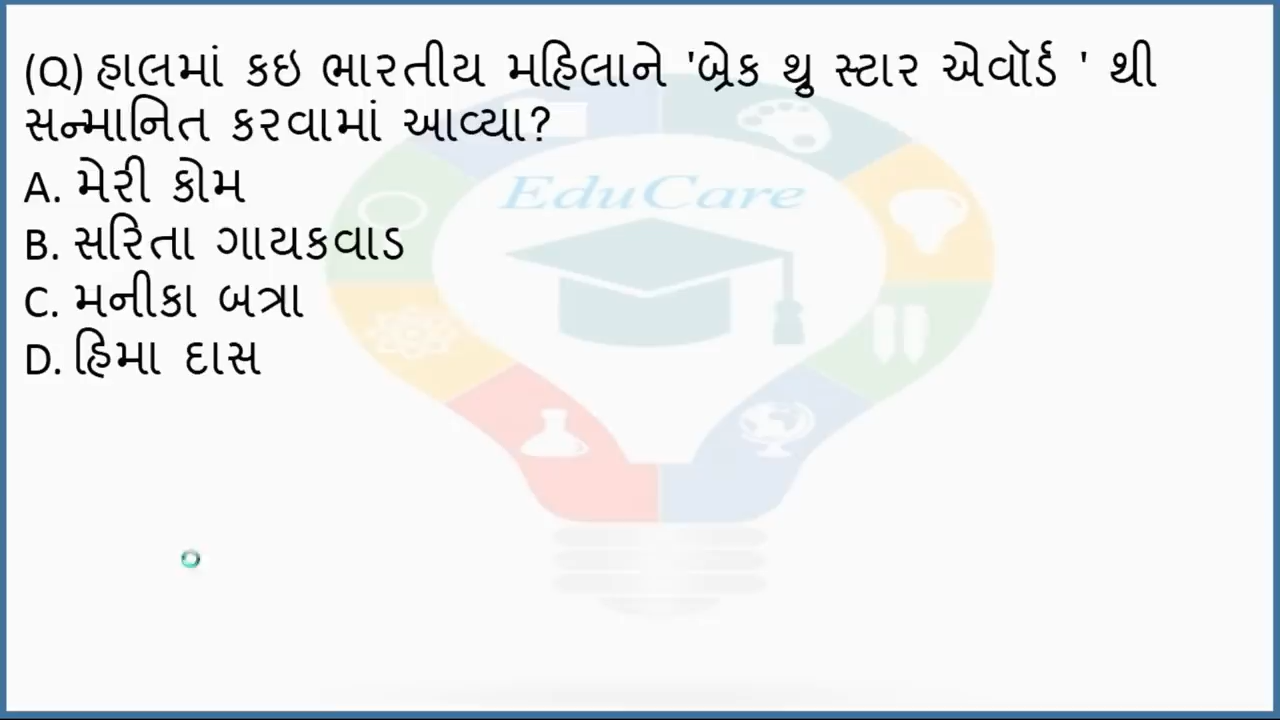 (Q) હાલમાં કઇ ભારતીય મહિલાને 'બ્રેક થ્રુ સ્ટાર એવૉર્ડ ' થી
સન્માનિત કરવામાં આવ્યા?
A. મેરી કોમ
EduCare
B. સરિતા ગાયકવાડ
C. મનીકા બત્રા
D. હિમા દાસ